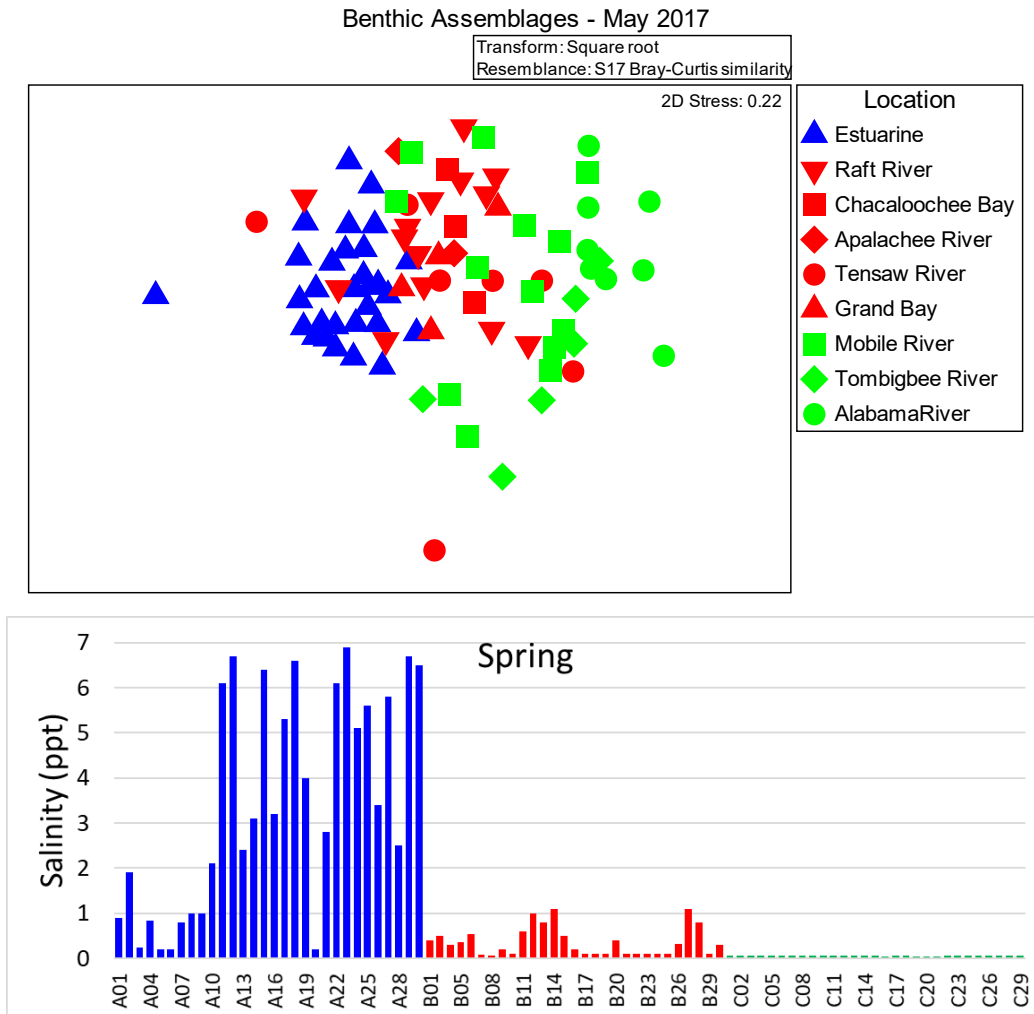 Benthic Assemblages - May 2017
Transform: Square root
Resemblance: S17 Bray-Curtis similarity
2D Stress: 0.22
Location
Estuarine
Raft River
Chacaloochee Bay
Apalachee River
Tensaw River
Grand Bay
Mobile River
Tombigbee River
AlabamaRiver
Spring
Salinity (ppt)
7
6
5
4
3
2
1
0
A01
A04
A07
A10
A13
A16
A19
A22
A25
A28
B01
B05
B08
B11
B14
B17
B20
B23
B26
B29
C02
C05
C08
C11
C14
C17
C20
C23
C26
C29